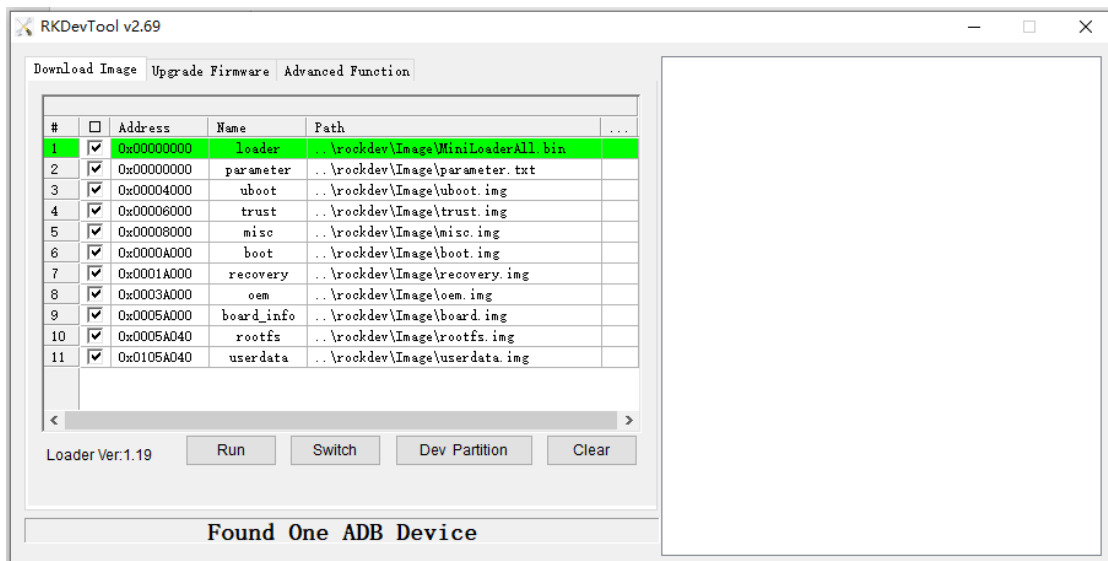 RKDevTool v2.69
Download Image Upgrade Firmware Advanced Function
# Address Name Path ...
1 0x00000000 loader ..\rockdev\Image\MiniLoaderAll.bin
2 0x00000000 parameter ..\rockdev\Image\parameter.txt
3 0x00004000 uboot ..\rockdev\Image\uboot.img
4 0x00006000 trust ..\rockdev\Image\trust.img
5 0x00008000 misc ..\rockdev\Image\misc.img
6 0x0000A000 boot ..\rockdev\Image\boot.img
7 0x0001A000 recovery ..\rockdev\Image\recovery.img
8 0x0003A000 oem ..\rockdev\Image\oem.img
9 0x0005A000 board_info ..\rockdev\Image\board.img
10 0x0005A040 rootfs ..\rockdev\Image\rootfs.img
11 0x0105A040 userdata ..\rockdev\Image\userdata.img
Loader Ver:1.19 Run Switch Dev Partition Clear
Found One ADB Device